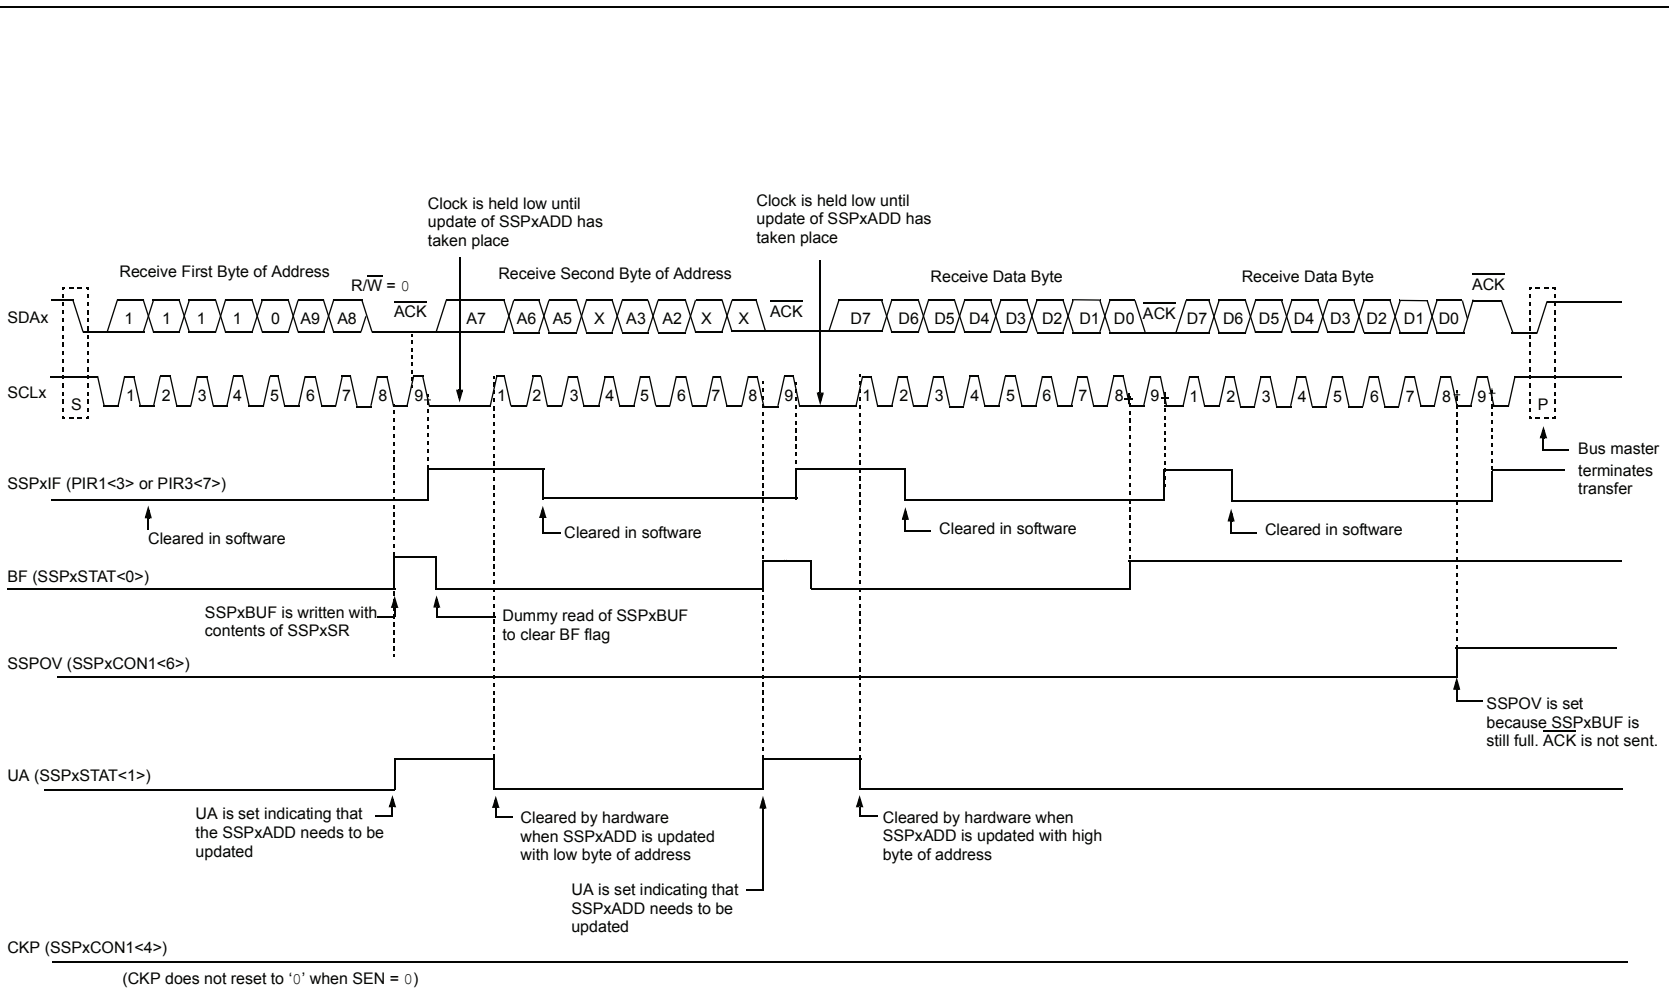 Clock is held low until
update of SSPxADD has
taken place
Clock is held low until
update of SSPxADD has
taken place
Receive First Byte of Address
R/W = 0
ACK
Receive Second Byte of Address
ACK
Receive Data Byte
ACK
Receive Data Byte
ACK
SDAx
1 1 1 1 0 A9 A8
A7 A6 A5 X A3 A2 X X
D7 D6 D5 D4 D3 D2 D1 D0
D7 D6 D5 D4 D3 D2 D1 D0
SCLx
S
1 2 3 4 5 6 7 8 9
1 2 3 4 5 6 7 8 9
1 2 3 4 5 6 7 8 9
1 2 3 4 5 6 7 8 9
P
Bus master
terminates
transfer
SSPxIF (PIR1<3> or PIR3<7>)
Cleared in software
Cleared in software
Cleared in software
Cleared in software
BF (SSPxSTAT<0>)
SSPxBUF is written with
contents of SSPxSR
Dummy read of SSPxBUF
to clear BF flag
SSPOV (SSPxCON1<6>)
SSPOV is set
because SSPxBUF is
still full. ACK is not sent.
UA (SSPxSTAT<1>)
UA is set indicating that
the SSPxADD needs to be
updated
Cleared by hardware
when SSPxADD is updated
with low byte of address
UA is set indicating that
SSPxADD needs to be
updated
Cleared by hardware when
SSPxADD is updated with high
byte of address
CKP (SSPxCON1<4>)
(CKP does not reset to ‘0’ when SEN = 0)